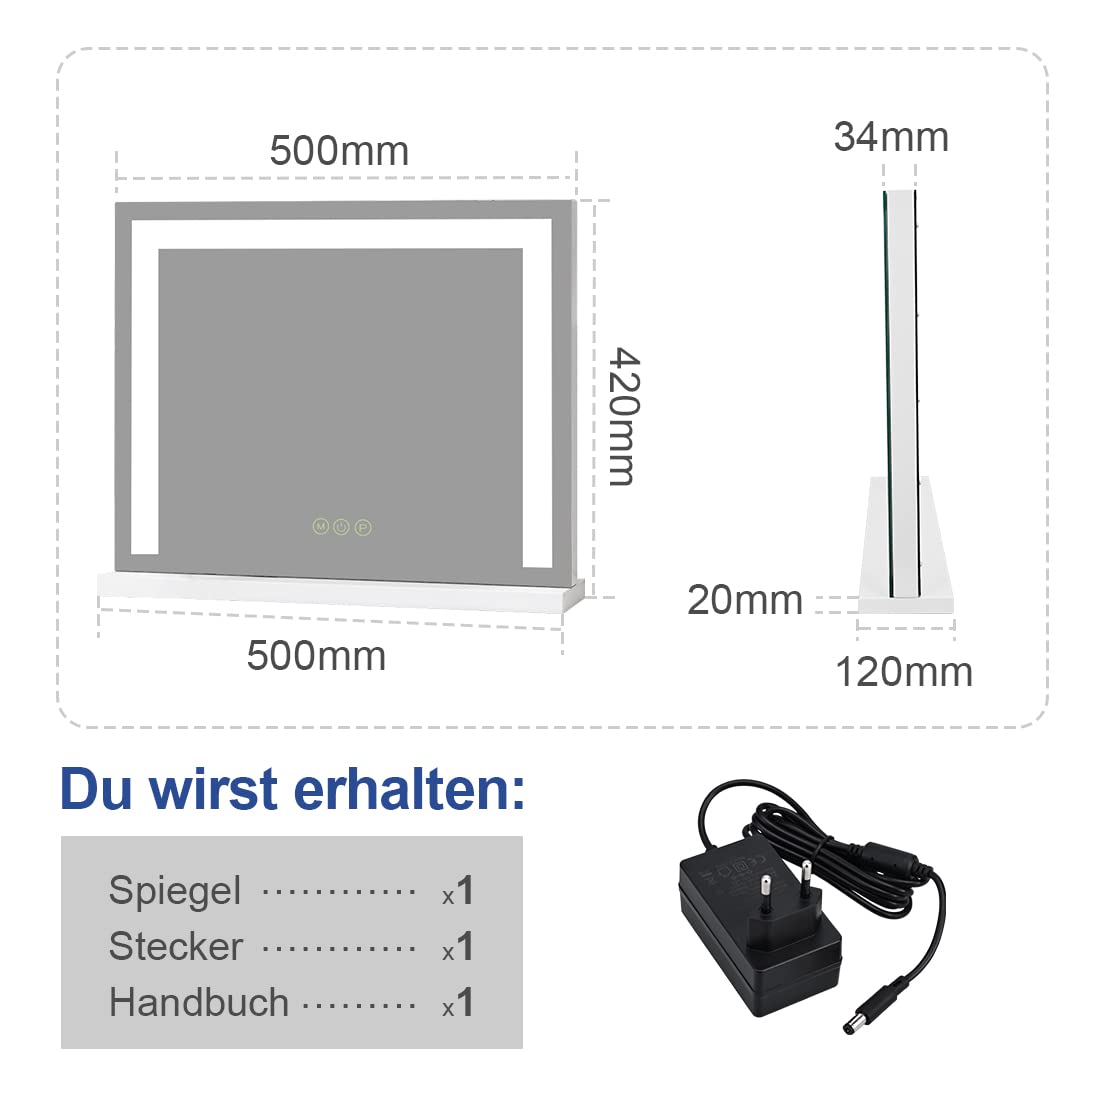 500mm
34mm
420mm
M P
20mm
500mm
120mm
Du wirst erhalten:
Spiegel ............ x1
Stecker ............ x1
Handbuch ......... x1